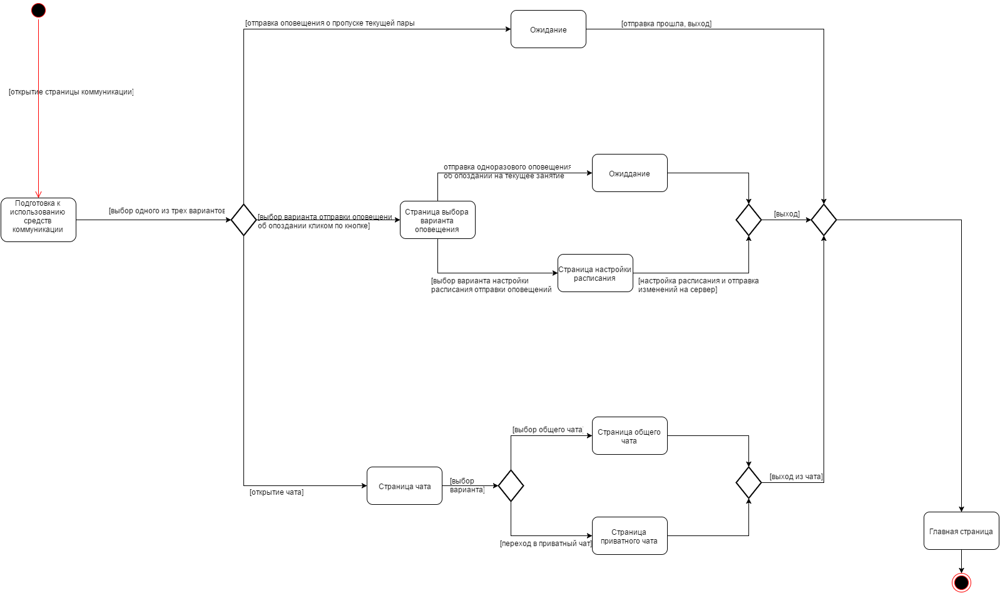 [отправка оповещения о пропуске текущей пары
Ожидание
[отправка прошла, выход]
[открытие страницы коммуникации]
Подготовка к
использованию
средств
коммуникации
[выбор одного из трех вариантов
[выбор варианта отправки оповещени
об опоздании кликом по кнопке]
Страница выбора
варианта
оповещения
отправка одноразового оповещения
об опоздании на текущее занятие
Ожиддание
[выбор варианта настройки
расписания отправки оповещений
Страница настройки
расписания
[настройка расписания и отправка
изменений на сервер]
[выход]
[открытие чата]
Страница чата
[выбор
варианта]
[выбор общего чата]
Страница общего
чата
[переход в приватный чат]
Страница
приватного чата
[выход из чата]
Главная страница